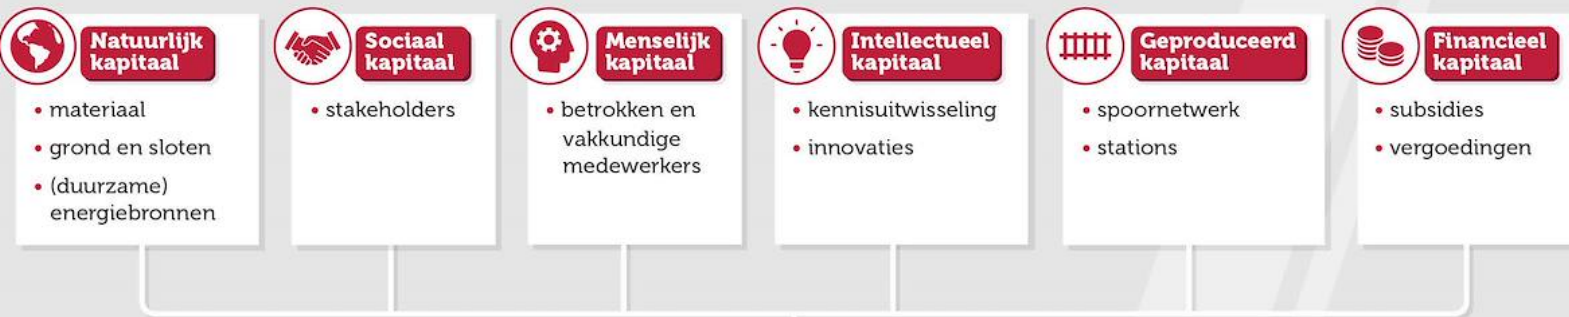 Natuurlijk
kapitaal
• materiaal
• grond en sloten
• (duurzame)
energiebronnen
Sociaal
kapitaal
• stakeholders
Menselijk
kapitaal
• betrokken en
vakkundige
medewerkers
Intellectueel
kapitaal
• kennisuitwisseling
• innovaties
Geproduceerd
kapitaal
• spoornetwerk
• stations
Financieel
kapitaal
• subsidies
• vergoedingen